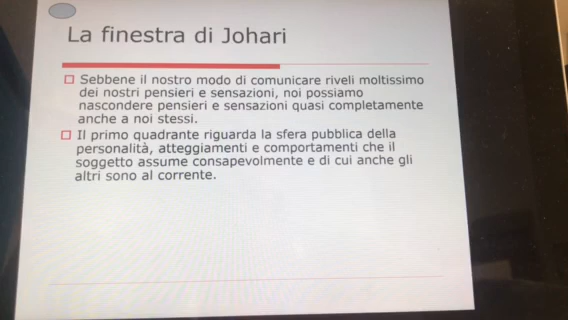 La finestra di Johari
Sebbene il nostro modo di comunicare riveli moltissimo
dei nostri pensieri e sensazioni, noi possiamo
nascondere pensieri e sensazioni quasi completamente
anche a noi stessi.
Il primo quadrante riguarda la sfera pubblica della
personalità, atteggiamenti e comportamenti che il
soggetto assume consapevolmente e di cui anche gli
altri sono al corrente.